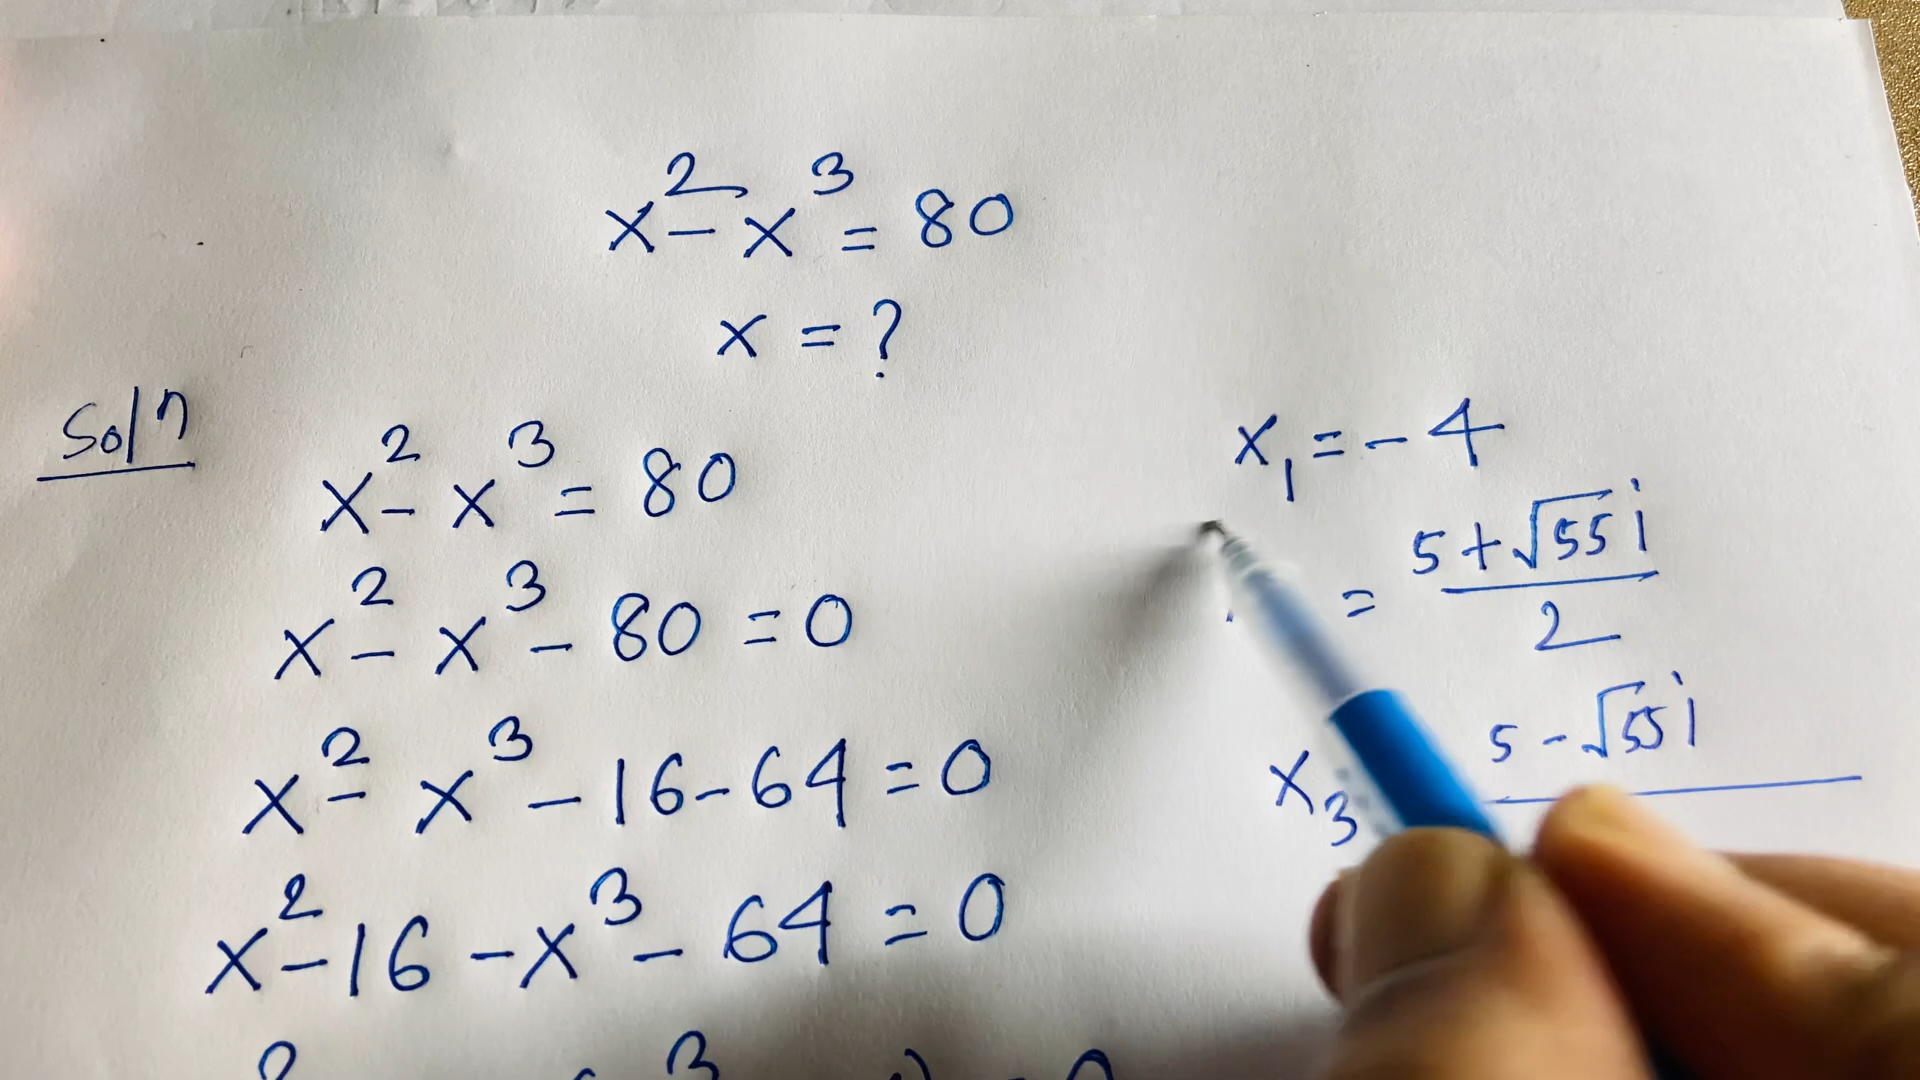 x² - x³ = 80
x = ?
Soln
x² - x³ = 80
x² - x³ - 80 = 0
x² - x³ - 16 - 64 = 0
x² - 16 - x³ - 64 = 0
x₁ = -4
= 5 + √55 i / 2
x₃ 5 - √55 i